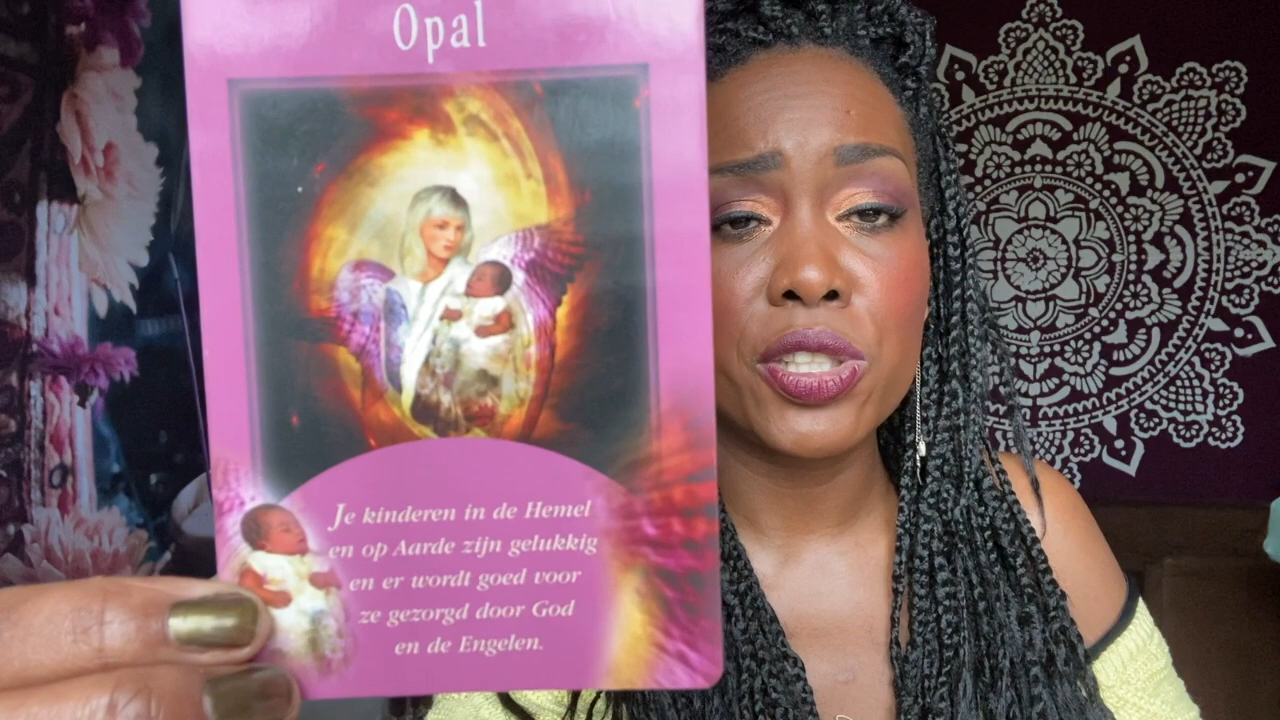 Opal
Je kinderen in de Hemel
en op Aarde zijn gelukkig
en er wordt goed voor
ze gezorgd door God
en de Engelen.